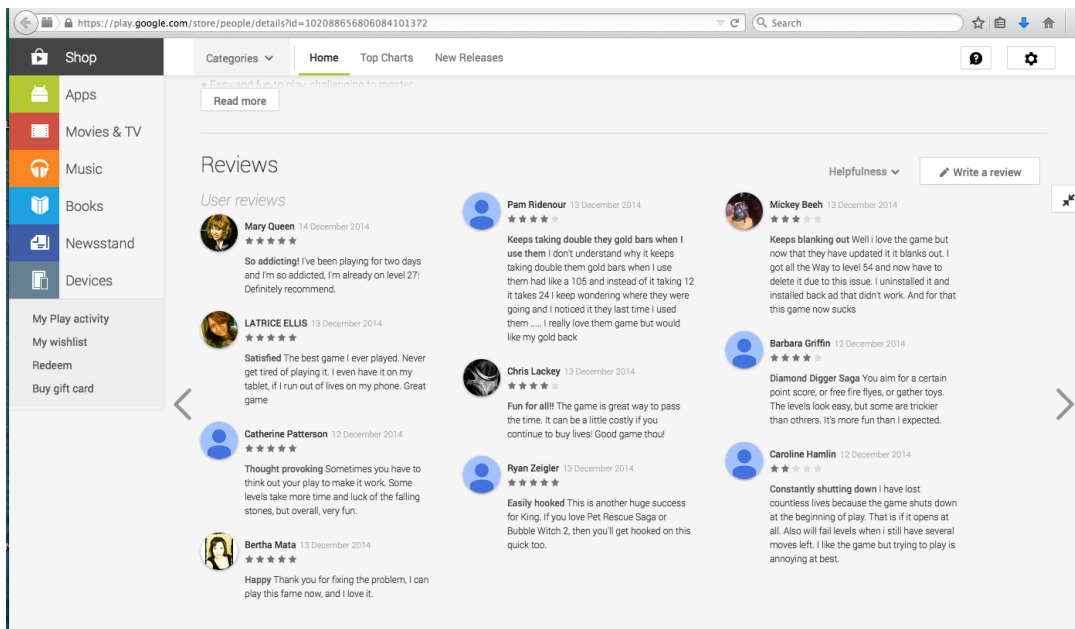 https://play.google.com/store/people/details?id=102088656806084101372
Search
Shop
Categories
Home
Top Charts
New Releases
Apps
Movies & TV
Music
Books
Newsstand
Devices
My Play activity
My wishlist
Redeem
Buy gift card
• Easy and fun to play, challenging to master
Read more
Reviews
Helpfulness
Write a review
User reviews
Mary Queen 14 December 2014
So addicting! I've been playing for two days
and I'm so addicted, I'm already on level 27!
Definitely recommend.
LATRICE ELLIS 13 December 2014
Satisfied The best game I ever played. Never
get tired of playing it. I even have it on my
tablet, if I run out of lives on my phone. Great
game
Catherine Patterson 12 December 2014
Thought provoking Sometimes you have to
think out your play to make it work. Some
levels take more time and luck of the falling
stones, but overall, very fun.
Bertha Mata 13 December 2014
Happy Thank you for fixing the problem, I can
play this fame now, and I love it.
Pam Ridenour 13 December 2014
Keeps taking double they gold bars when I
use them I don't understand why it keeps
taking double them gold bars when I use
them had like a 105 and instead of it taking 12
it takes 24 I keep wondering where they were
going and I noticed it they last time I used
them ..... I really love them game but would
like my gold back
Chris Lackey 13 December 2014
Fun for all!! The game is great way to pass
the time. It can be a little costly if you
continue to buy lives! Good game thou!
Ryan Zeigler 13 December 2014
Easily hooked This is another huge success
for King. If you love Pet Rescue Saga or
Bubble Witch 2, then you'll get hooked on this
quick too.
Mickey Beeh 13 December 2014
Keeps blanking out Well i love the game but
now that they have updated it it blanks out. I
got all the Way to level 54 and now have to
delete it due to this issue. I uninstalled it and
installed back ad that didn't work. And for that
this game now sucks
Barbara Griffin 12 December 2014
Diamond Digger Saga You aim for a certain
point score, or free fire flyes, or gather toys.
The levels look easy, but some are trickier
than othrers. It's more fun than I expected.
Caroline Hamlin 12 December 2014
Constantly shutting down I have lost
countless lives because the game shuts down
at the beginning of play. That is if it opens at
all. Also will fail levels when i still have several
moves left. I like the game but trying to play is
annoying at best.